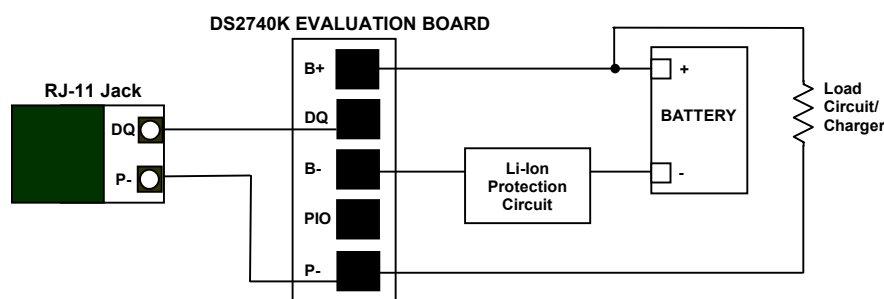 DS2740K EVALUATION BOARD
RJ-11 Jack
DQ
P-
B+
DQ
B-
PIO
P-
Li-Ion
Protection
Circuit
+
BATTERY
-
Load
Circuit/
Charger